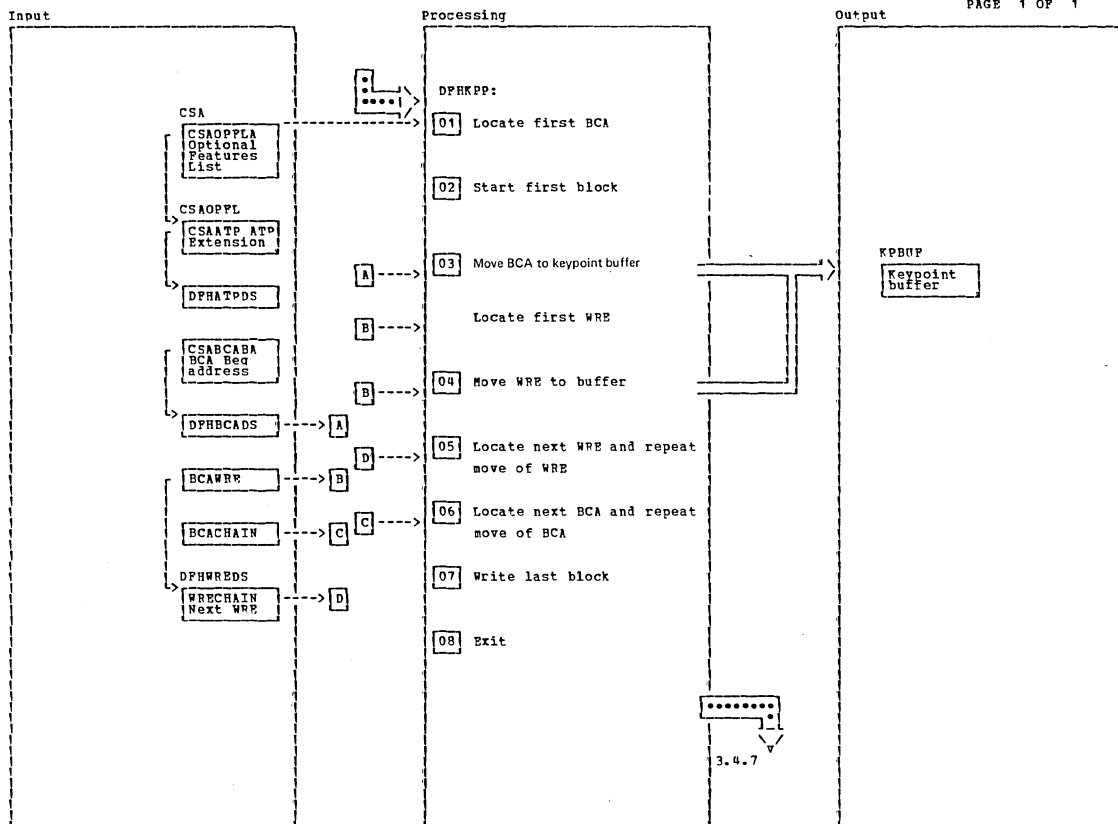 PAGE 1 OF 1
Input
Processing
Output
DFHKPP:
CSA
CSAOPFLA
Optional
Features
List
01 Locate first BCA
02 Start first block
CSAOPFL
CSAATP ATP
Extension
A
03 Move BCA to keypoint buffer
KPBUF
Keypoint
buffer
DFHATPDS
B
Locate first WRE
CSABCABA
BCA Beg
address
B
04 Move WRE to buffer
DFHBCADS
A
D
05 Locate next WRE and repeat
move of WRE
BCAWRE
B
C
06 Locate next BCA and repeat
move of BCA
BCACHAIN
C
DFHWREDS
WRECHAIN
Next WRE
D
07 Write last block
08 Exit
3.4.7